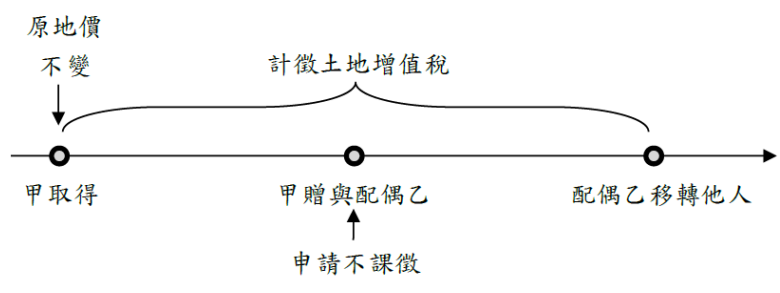 原地價
不變
計徵土地增值稅
甲取得
甲贈與配偶乙
配偶乙移轉他人
申請不課徵